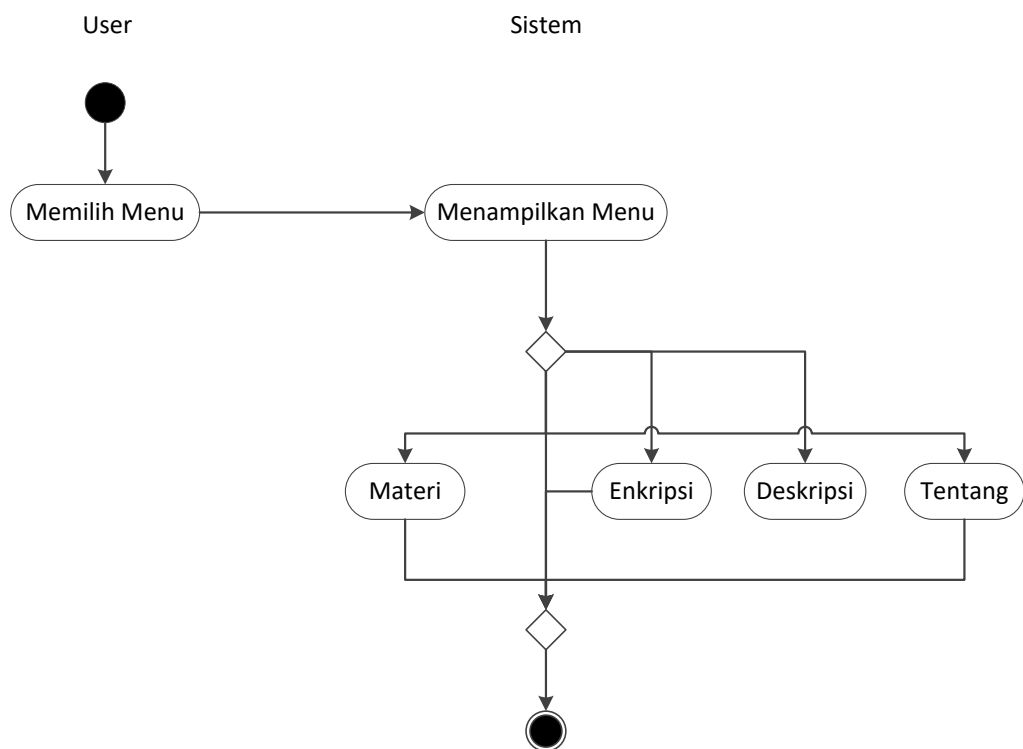 User
Sistem
Memilih Menu
Menampilkan Menu
Materi
Enkripsi
Deskripsi
Tentang